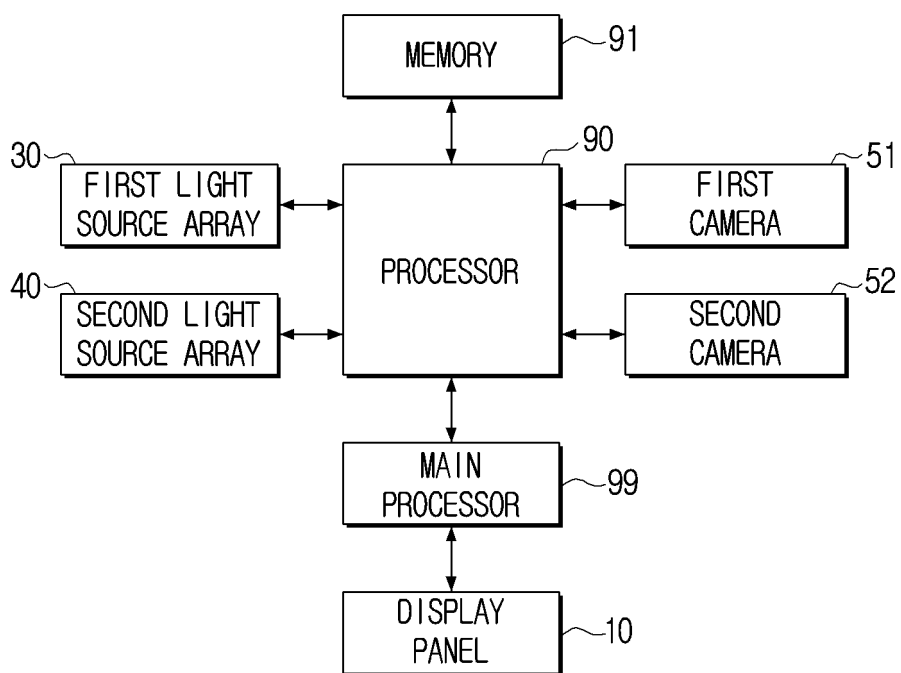 MEMORY
91
30
FIRST LIGHT
SOURCE ARRAY
90
PROCESSOR
51
FIRST
CAMERA
40
SECOND LIGHT
SOURCE ARRAY
52
SECOND
CAMERA
MAIN
PROCESSOR
99
DISPLAY
PANEL
10